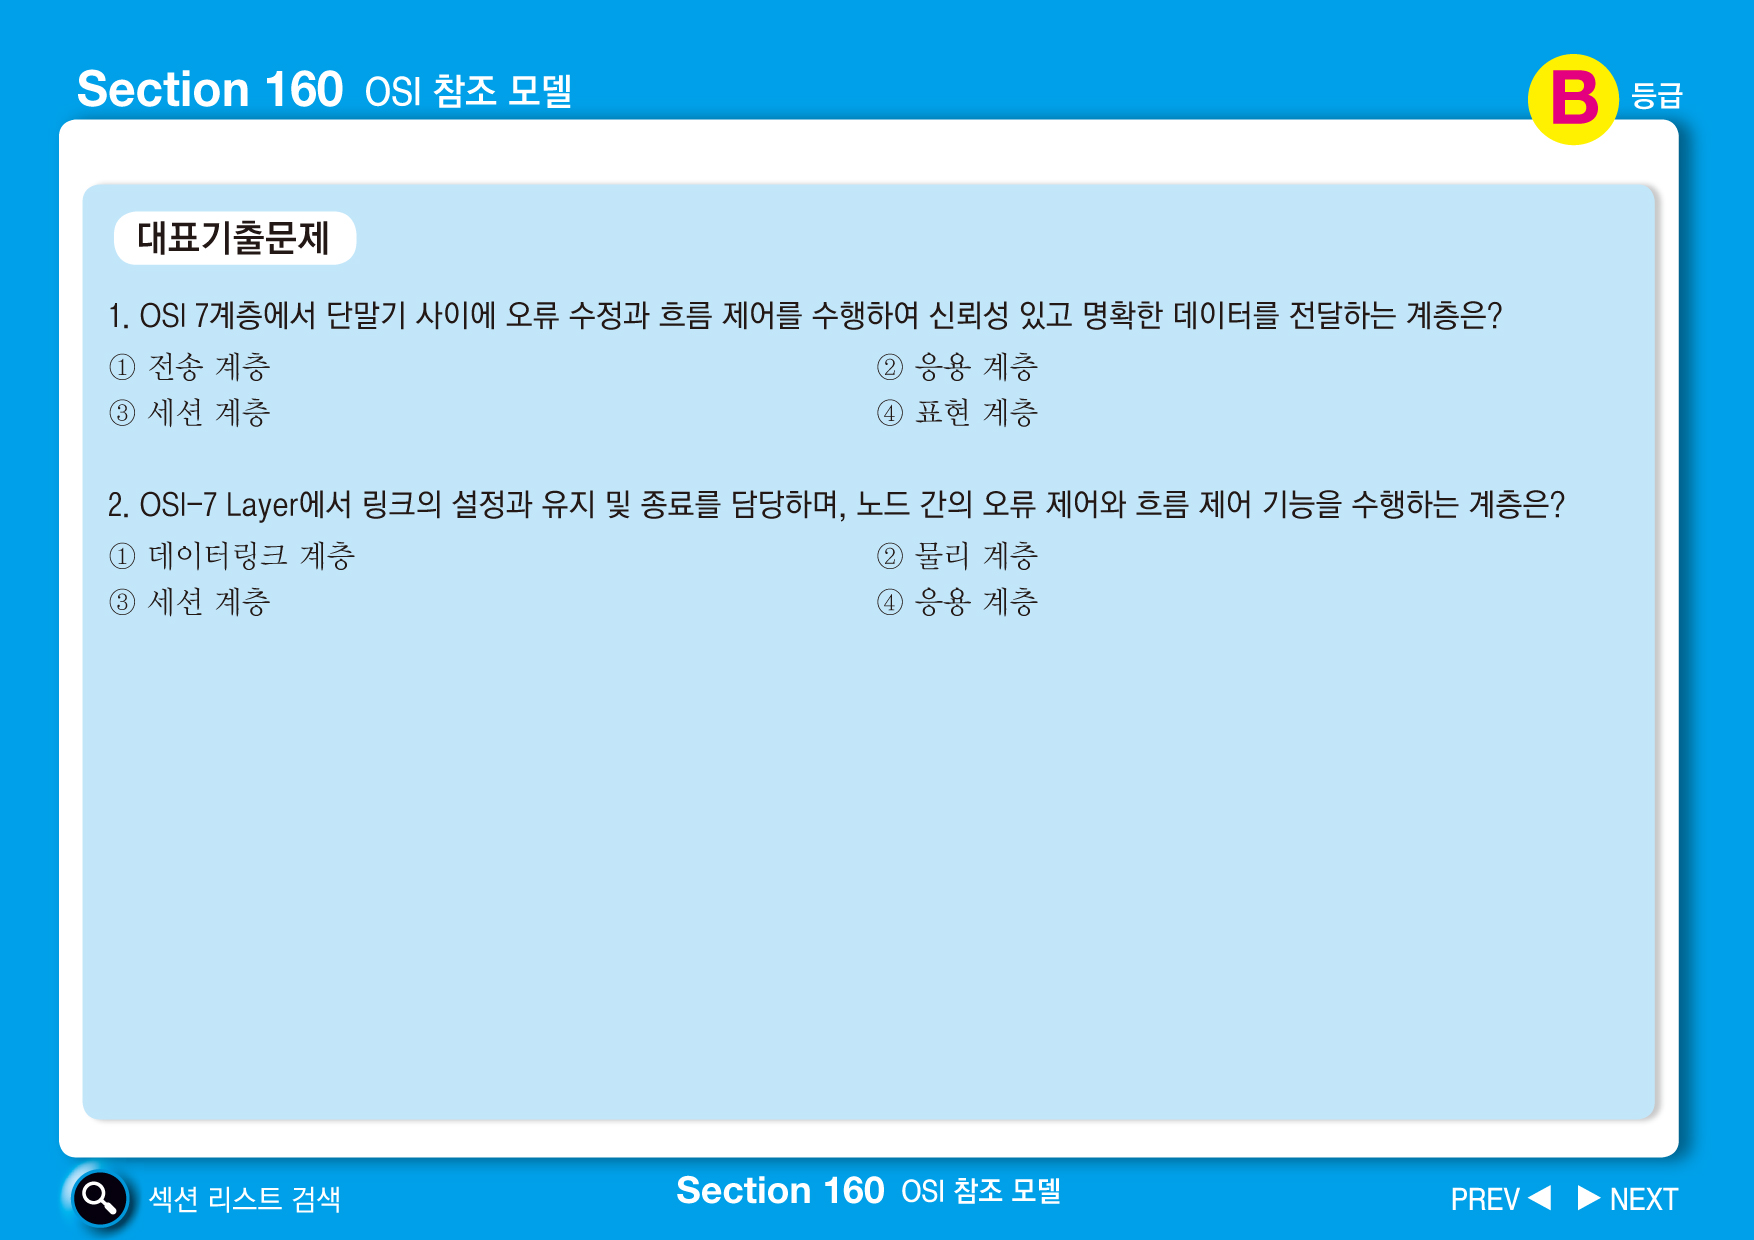 Section 160 OSI 참조 모델
B 등급
대표기출문제
1. OSI 7계층에서 단말기 사이에 오류 수정과 흐름 제어를 수행하여 신뢰성 있고 명확한 데이터를 전달하는 계층은?
① 전송 계층 ② 응용 계층
③ 세션 계층 ④ 표현 계층
2. OSI-7 Layer에서 링크의 설정과 유지 및 종료를 담당하며, 노드 간의 오류 제어와 흐름 제어 기능을 수행하는 계층은?
① 데이터링크 계층 ② 물리 계층
③ 세션 계층 ④ 응용 계층
섹션 리스트 검색 Section 160 OSI 참조 모델 PREV◀ ▶NEXT